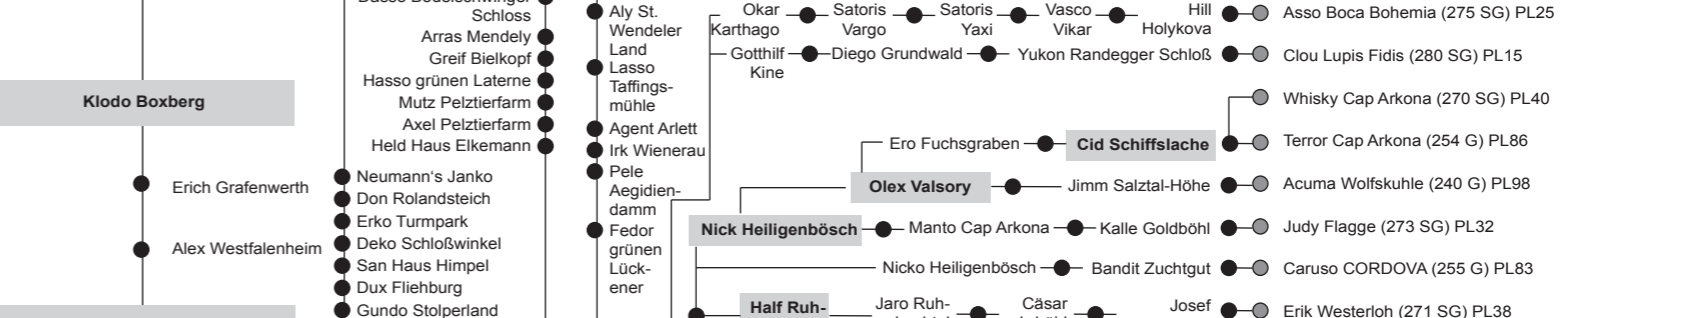 Klodo Boxberg
Erich Grafenwerth
Alex Westfalenheim
Schloss
Arras Mendely
Greif Bielkopf
Hasso grünen Laterne
Mutz Pelztierfarm
Axel Pelztierfarm
Held Haus Elkemann
Neumann‘s Janko
Don Rolandsteich
Erko Turmpark
Deko Schloßwinkel
San Haus Himpel
Dux Fliehburg
Gundo Stolperland
Aly St.
Wendeler
Land
Lasso
Taffings-
mühle
Agent Arlett
Irk Wienerau
Pele
Aegidien-
damm
Fedor
grünen
Lück-
ener
Okar
Karthago
Satoris
Vargo
Satoris
Yaxi
Vasco
Vikar
Hill
Holykova
Asso Boca Bohemia (275 SG) PL25
Gotthilf
Kine
Diego Grundwald
Yukon Randegger Schloß
Clou Lupis Fidis (280 SG) PL15
Whisky Cap Arkona (270 SG) PL40
Ero Fuchsgraben
Cid Schiffslache
Terror Cap Arkona (254 G) PL86
Olex Valsory
Jimm Salztal-Höhe
Acuma Wolfskuhle (240 G) PL98
Nick Heiligenbösch
Manto Cap Arkona
Kalle Goldböhl
Judy Flagge (273 SG) PL32
Nicko Heiligenbösch
Bandit Zuchtgut
Caruso CORDOVA (255 G) PL83
Half Ruh-
Jaro Ruh-
Cäsar
Josef
Erik Westerloh (271 SG) PL38